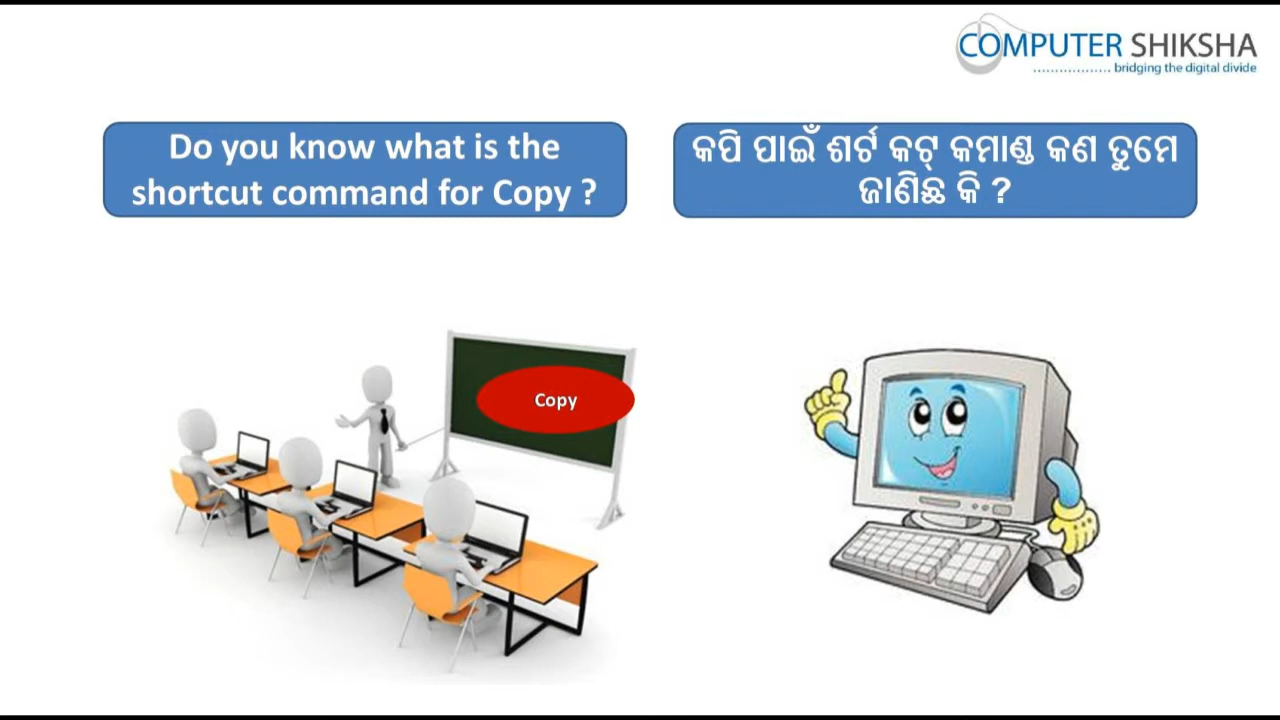 COMPUTER SHIKSHA
.................. bridging the digital divide
Do you know what is the
shortcut command for Copy ?
କପି ପାଇଁ ଶର୍ଟ କଟ୍ କମାଣ୍ଡ କଣ ତୁମେ
ଜାଣିଛ କି ?
Copy